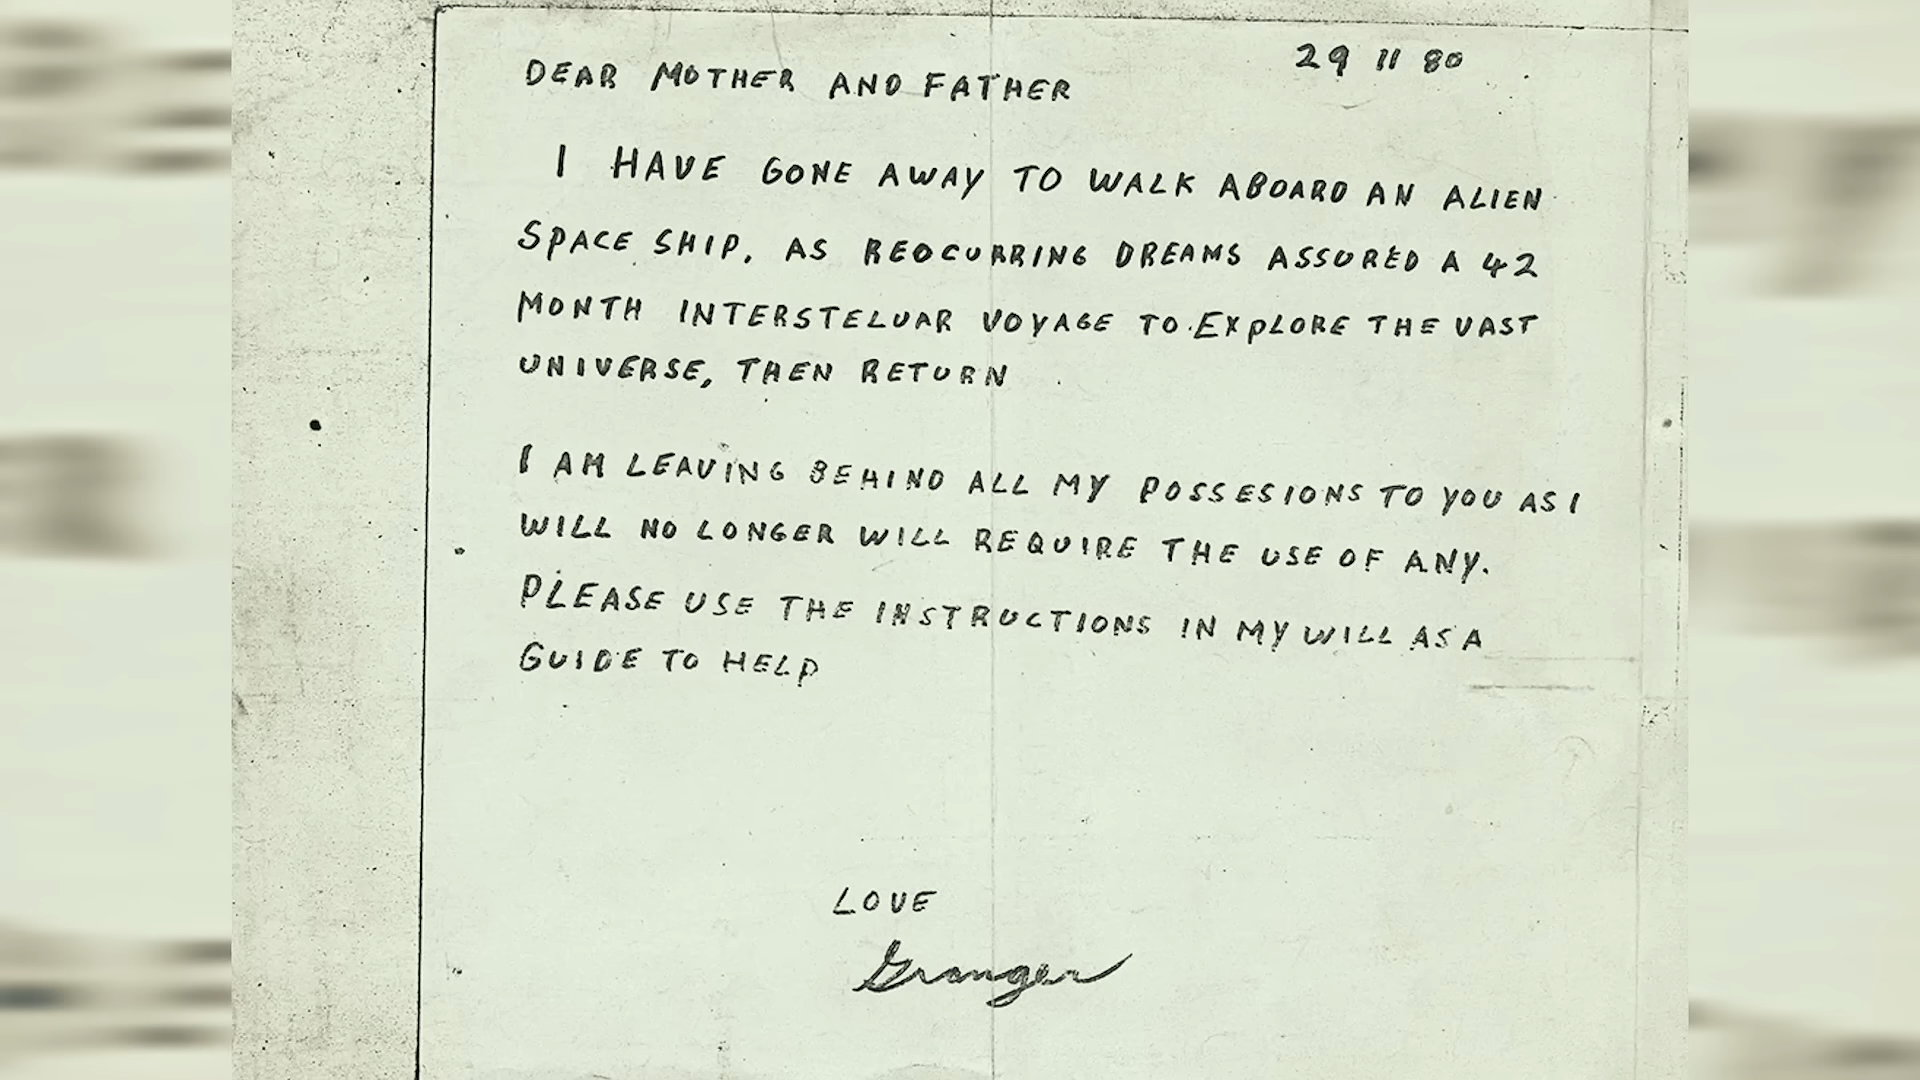 29 11 80
DEAR MOTHER AND FATHER
I HAVE GONE AWAY TO WALK ABOARD AN ALIEN
SPACE SHIP, AS REOCURRING DREAMS ASSURED A 42
MONTH INTERSTELLAR VOYAGE TO EXPLORE THE VAST
UNIVERSE, THEN RETURN
I AM LEAVING BEHIND ALL MY POSSESIONS TO YOU AS I
WILL NO LONGER WILL REQUIRE THE USE OF ANY.
PLEASE USE THE INSTRUCTIONS IN MY WILL AS A
GUIDE TO HELP
LOVE
Granger